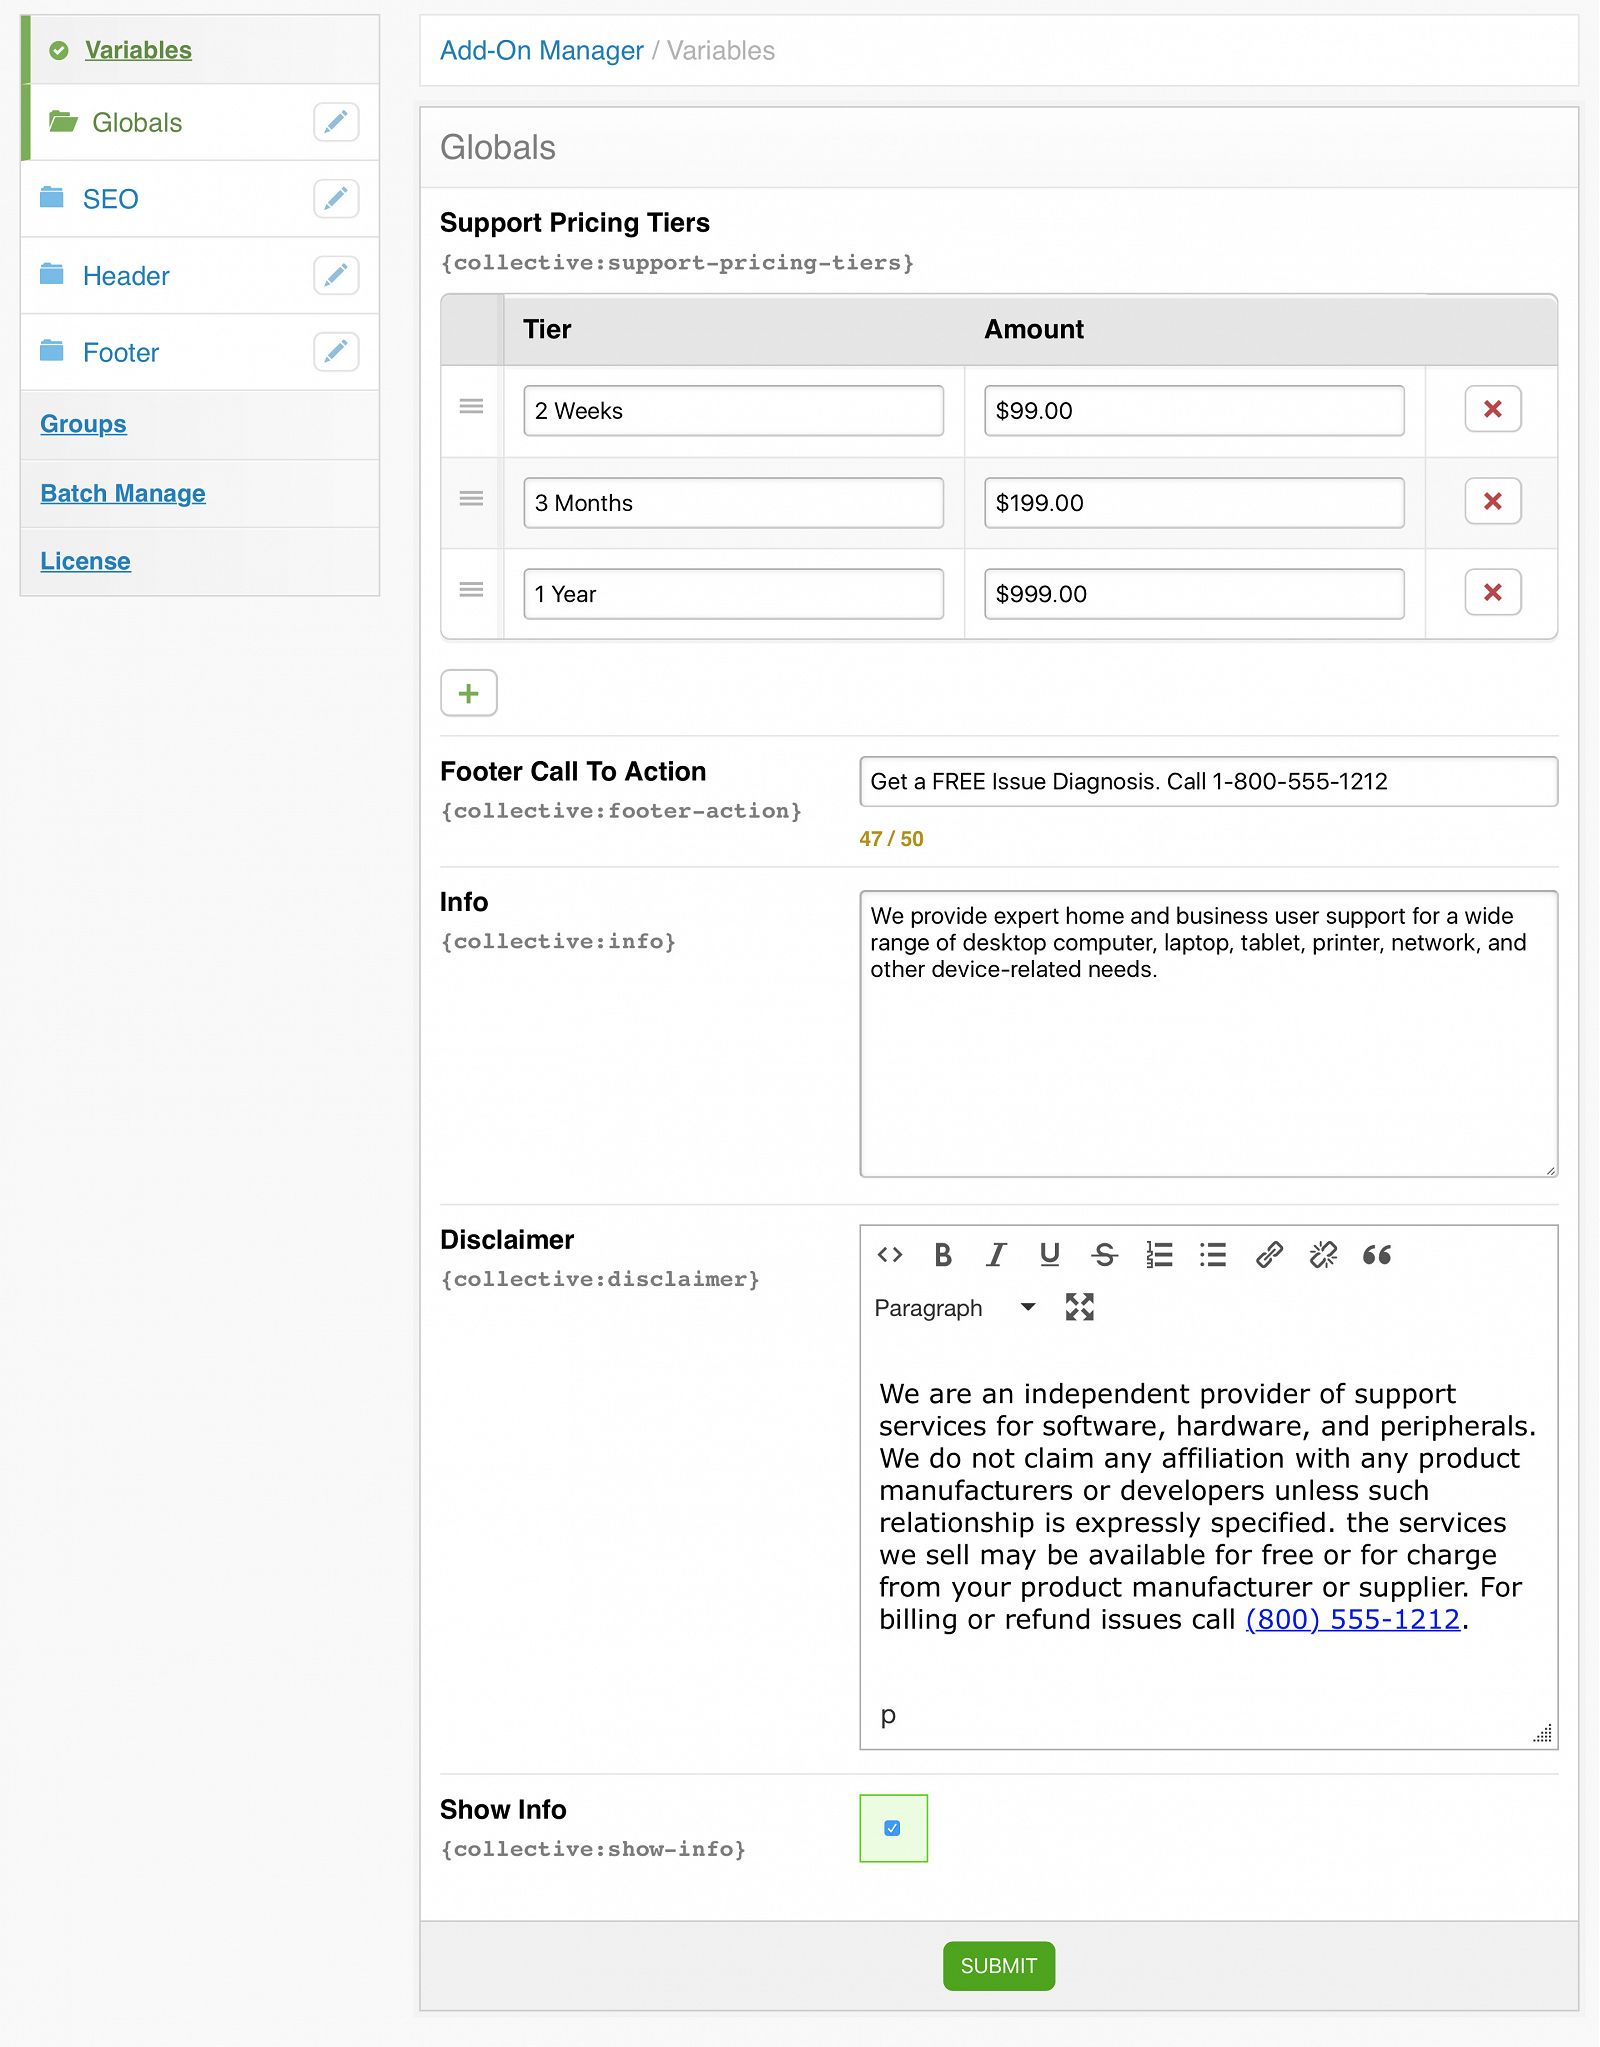 Variables
Globals
SEO
Header
Footer
Groups
Batch Manage
License
Add-On Manager / Variables
Globals
Support Pricing Tiers
{collective:support-pricing-tiers}
Tier Amount
2 Weeks $99.00
3 Months $199.00
1 Year $999.00
Footer Call To Action
{collective:footer-action}
Get a FREE Issue Diagnosis. Call 1-800-555-1212
47 / 50
Info
{collective:info}
We provide expert home and business user support for a wide
range of desktop computer, laptop, tablet, printer, network, and
other device-related needs.
Disclaimer
{collective:disclaimer}
Paragraph
We are an independent provider of support
services for software, hardware, and peripherals.
We do not claim any affiliation with any product
manufacturers or developers unless such
relationship is expressly specified. the services
we sell may be available for free or for charge
from your product manufacturer or supplier. For
billing or refund issues call (800) 555-1212.
p
Show Info
{collective:show-info}
SUBMIT